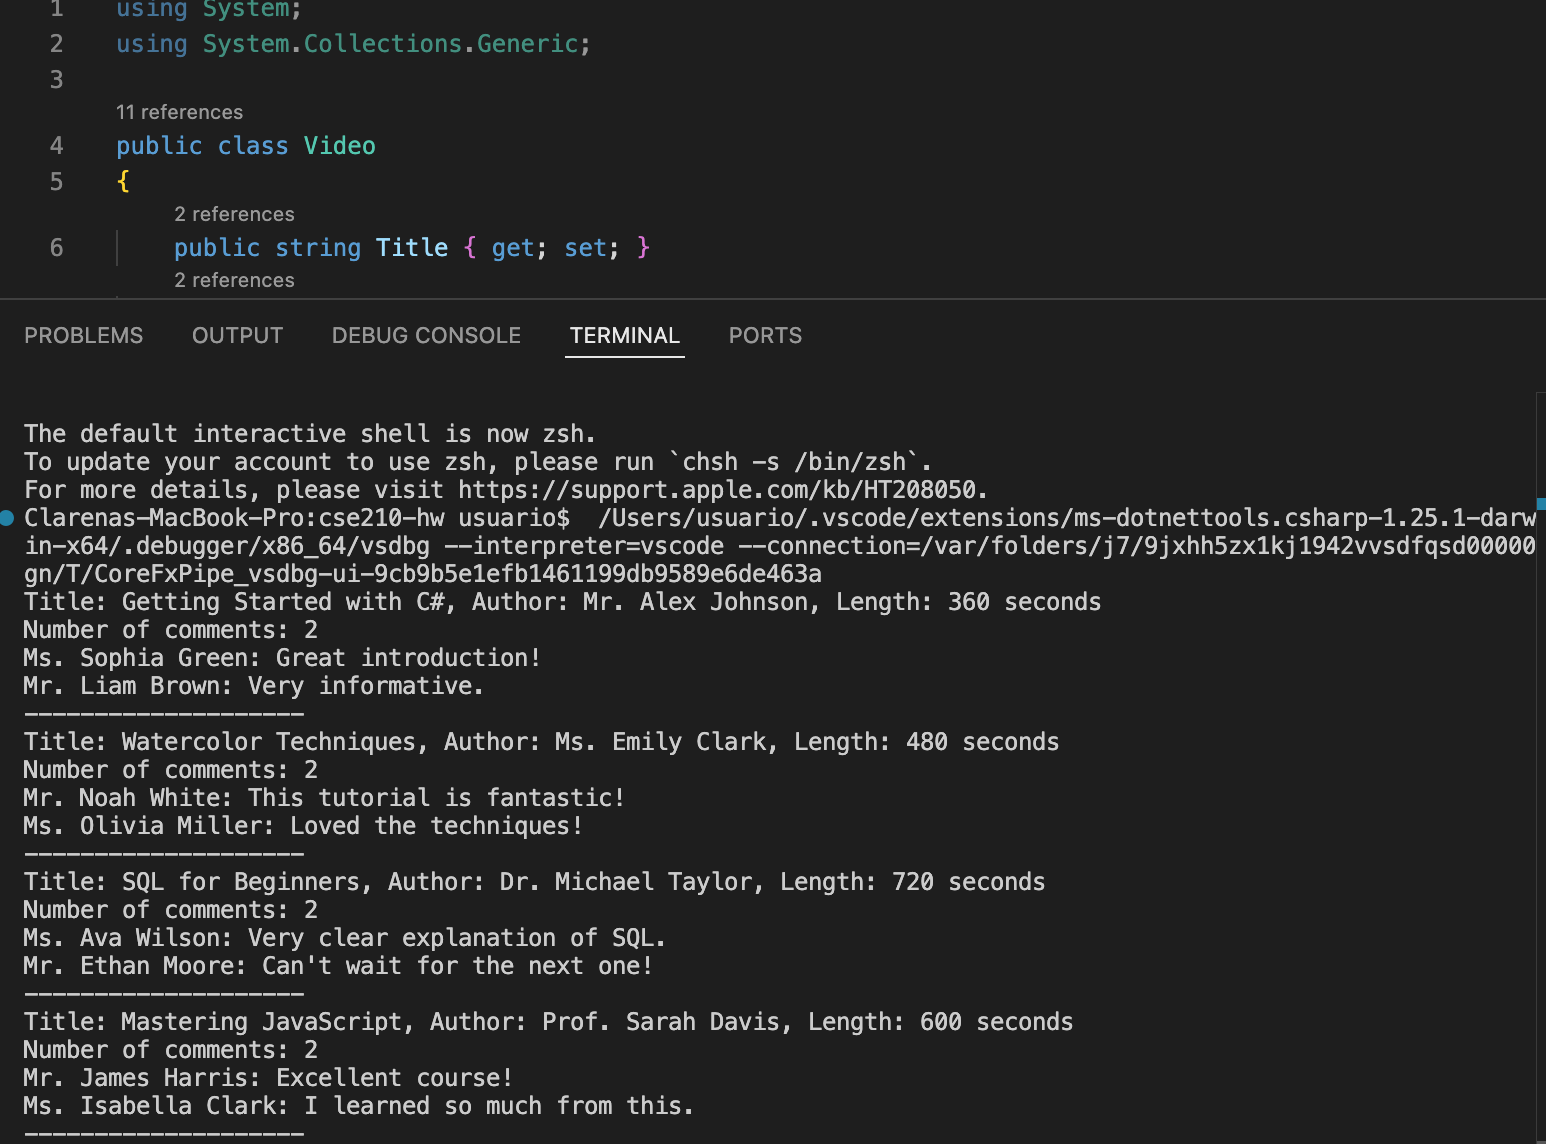 1 using System;
2 using System.Collections.Generic;
3
11 references
4 public class Video
5 {
2 references
6 public string Title { get; set; }
2 references
PROBLEMS OUTPUT DEBUG CONSOLE TERMINAL PORTS
The default interactive shell is now zsh.
To update your account to use zsh, please run `chsh -s /bin/zsh`.
For more details, please visit https://support.apple.com/kb/HT208050.
Clarenas-MacBook-Pro:cse210-hw usuario$  /Users/usuario/.vscode/extensions/ms-dotnettools.csharp-1.25.1-darw
in-x64/.debugger/x86_64/vsdbg --interpreter=vscode --connection=/var/folders/j7/9jxhh5zx1kj1942vvsdfqsd00000
gn/T/CoreFxPipe_vsdbg-ui-9cb9b5e1efb1461199db9589e6de463a
Title: Getting Started with C#, Author: Mr. Alex Johnson, Length: 360 seconds
Number of comments: 2
Ms. Sophia Green: Great introduction!
Mr. Liam Brown: Very informative.
--------------------
Title: Watercolor Techniques, Author: Ms. Emily Clark, Length: 480 seconds
Number of comments: 2
Mr. Noah White: This tutorial is fantastic!
Ms. Olivia Miller: Loved the techniques!
--------------------
Title: SQL for Beginners, Author: Dr. Michael Taylor, Length: 720 seconds
Number of comments: 2
Ms. Ava Wilson: Very clear explanation of SQL.
Mr. Ethan Moore: Can't wait for the next one!
--------------------
Title: Mastering JavaScript, Author: Prof. Sarah Davis, Length: 600 seconds
Number of comments: 2
Mr. James Harris: Excellent course!
Ms. Isabella Clark: I learned so much from this.
--------------------